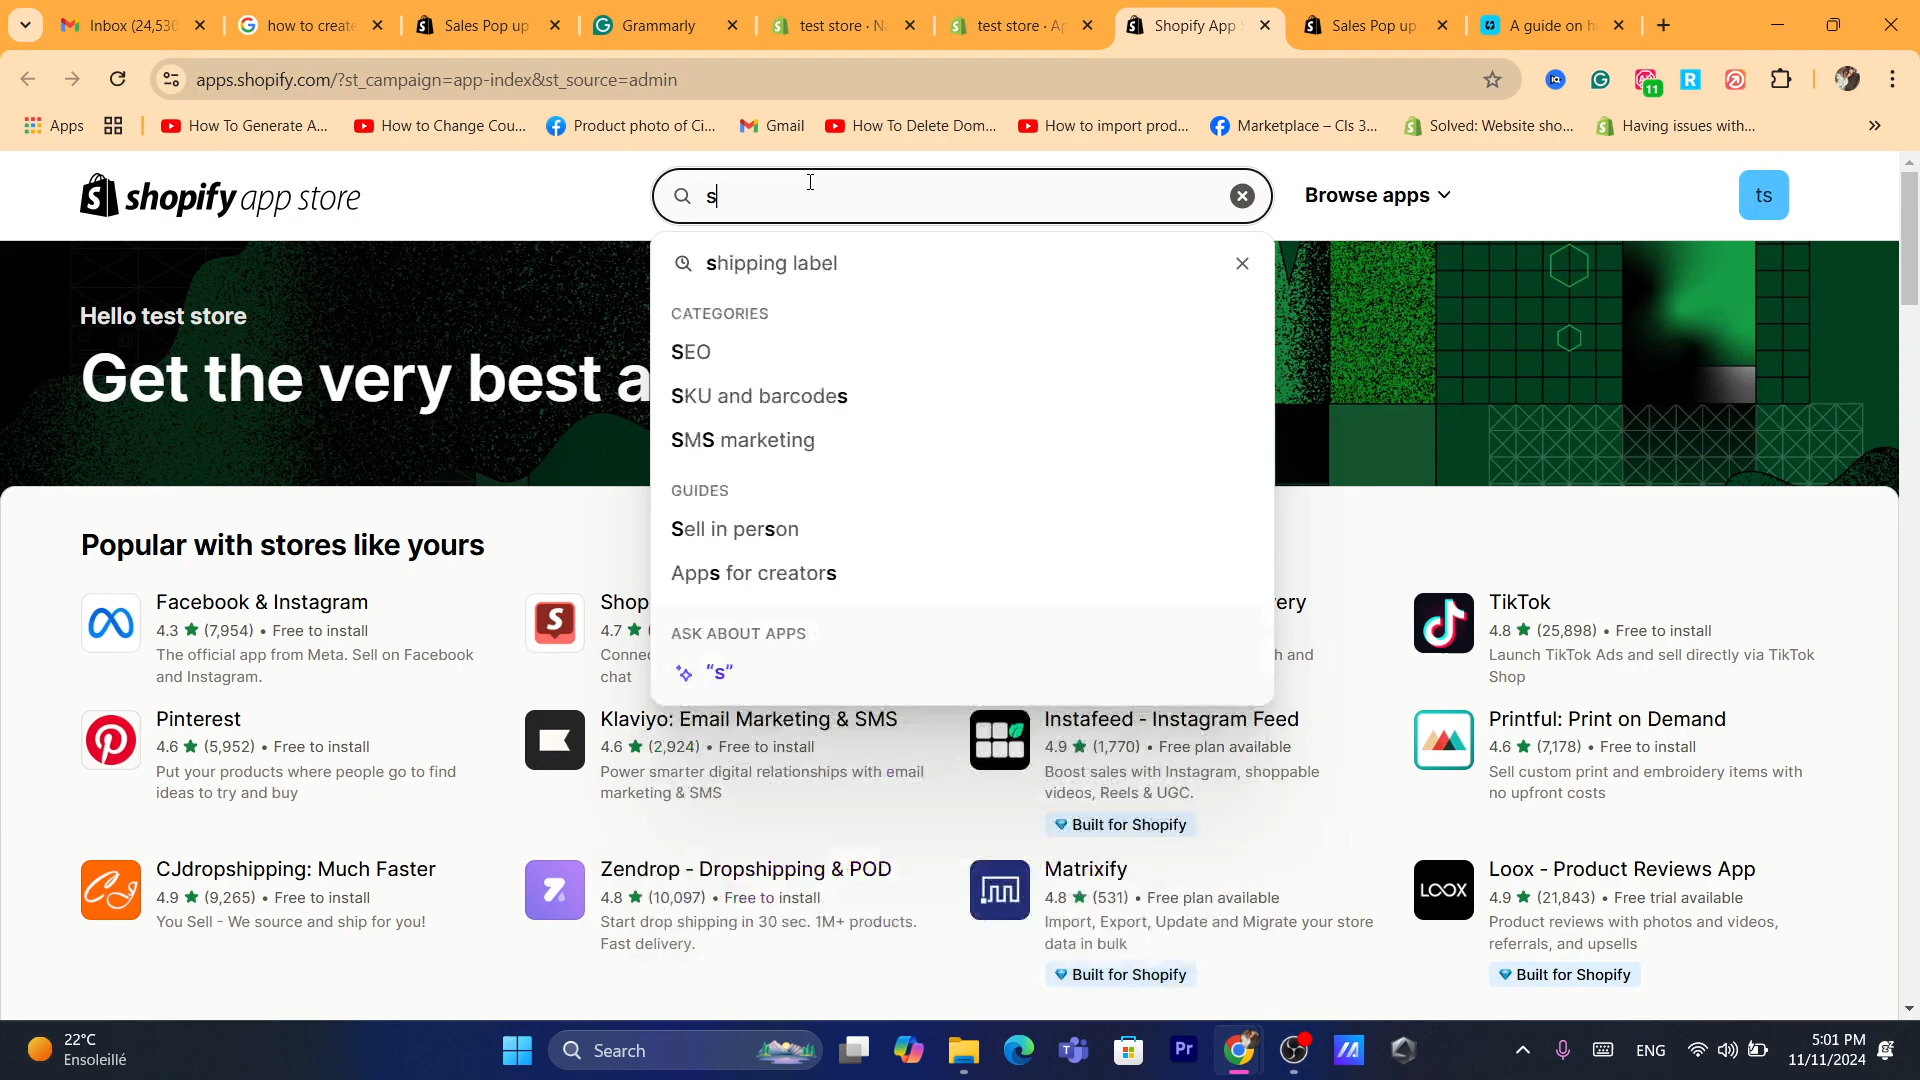 Inbox (24,530
how to create
Sales Pop up
Grammarly
test store · Na
test store · Ap
Shopify App S
Sales Pop up
A guide on h
apps.shopify.com/?st_campaign=app-index&st_source=admin
11
Apps
How To Generate A...
How to Change Cou...
Product photo of Ci...
Gmail
How To Delete Dom...
How to import prod...
Marketplace – Cls 3...
Solved: Website sho...
Having issues with...
shopify app store
s
Browse apps
ts
shipping label
CATEGORIES
SEO
SKU and barcodes
SMS marketing
GUIDES
Sell in person
Apps for creators
ASK ABOUT APPS
“s”
Hello test store
Get the very best a
Popular with stores like yours
Facebook & Instagram
4.3 ★ (7,954) • Free to install
The official app from Meta. Sell on Facebook
and Instagram.
Shop
4.7 ★ (
Connec
chat
ery
h and
TikTok
4.8 ★ (25,898) • Free to install
Launch TikTok Ads and sell directly via TikTok
Shop
Pinterest
4.6 ★ (5,952) • Free to install
Put your products where people go to find
ideas to try and buy
Klaviyo: Email Marketing & SMS
4.6 ★ (2,924) • Free to install
Power smarter digital relationships with email
marketing & SMS
Instafeed - Instagram Feed
4.9 ★ (1,770) • Free plan available
Boost sales with Instagram, shoppable
videos, Reels & UGC.
Built for Shopify
Printful: Print on Demand
4.6 ★ (7,178) • Free to install
Sell custom print and embroidery items with
no upfront costs
CJdropshipping: Much Faster
4.9 ★ (9,265) • Free to install
You Sell - We source and ship for you!
Zendrop - Dropshipping & POD
4.8 ★ (10,097) • Free to install
Start drop shipping in 30 sec. 1M+ products.
Fast delivery.
Matrixify
4.8 ★ (531) • Free plan available
Import, Export, Update and Migrate your store
data in bulk
Built for Shopify
LOOX
Loox - Product Reviews App
4.9 ★ (21,843) • Free trial available
Product reviews with photos and videos,
referrals, and upsells
Built for Shopify
22°C
Ensoleillé
Search
Pr
ENG
5:01 PM
11/11/2024